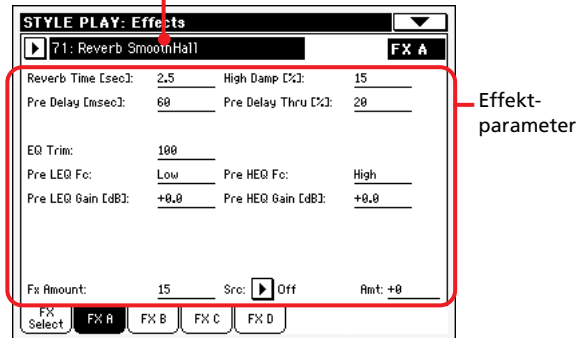 STYLE PLAY: Effects
71: Reverb SmoothHall FX A
Reverb Time [sec]: 2.5 High Damp [%]: 15
Pre Delay [msec]: 60 Pre Delay Thru [%]: 20
EQ Trim: 100
Pre LEQ Fc: Low Pre HEQ Fc: High
Pre LEQ Gain [dB]: +0.0 Pre HEQ Gain [dB]: +0.0
Fx Amount: 15 Src: Off Amt: +0
FX Select FX A FX B FX C FX D
Effekt-
parameter